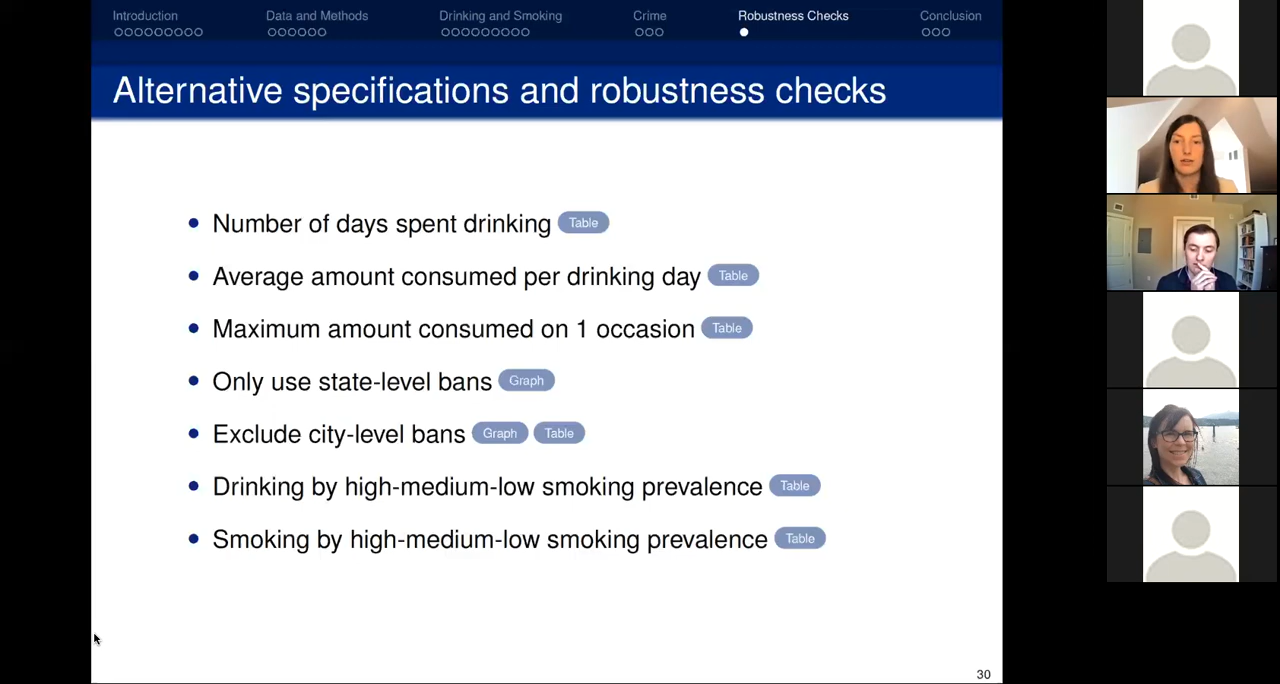 Introduction
Data and Methods
Drinking and Smoking
Crime
Robustness Checks
Conclusion
Alternative specifications and robustness checks
Number of days spent drinking Table
Average amount consumed per drinking day Table
Maximum amount consumed on 1 occasion Table
Only use state-level bans Graph
Exclude city-level bans Graph Table
Drinking by high-medium-low smoking prevalence Table
Smoking by high-medium-low smoking prevalence Table
30